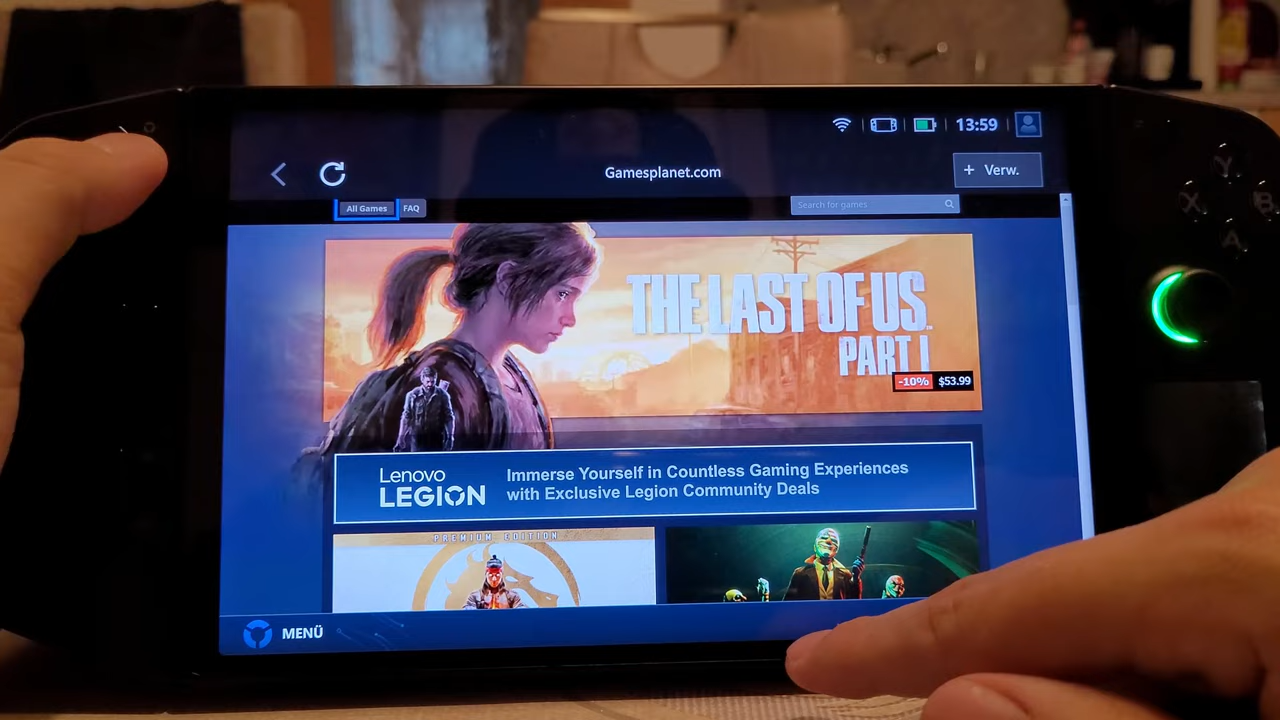 13:59
Gamesplanet.com
+ Verw.
All Games
FAQ
Search for games
THE LAST OF US
PART I
-10% $53.99
Lenovo
LEGION
Immerse Yourself in Countless Gaming Experiences
with Exclusive Legion Community Deals
PREMIUM EDITION
MENÜ
Y
X
B
A